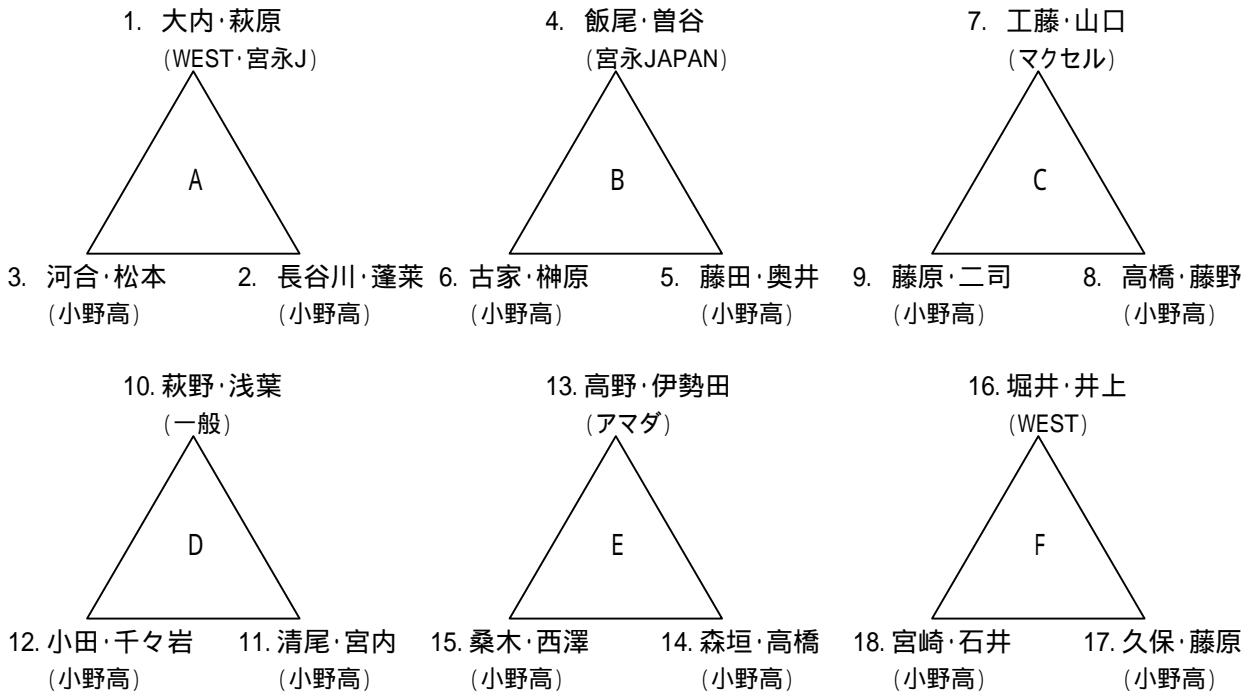 1. 大内・萩原 4. 飯尾・曽谷 7. 工藤・山口
(WEST・宮永J) (宮永JAPAN) (マクセル)
A B C
3. 河合・松本 2. 長谷川・蓬莱 6. 古家・榊原 5. 藤田・奥井 9. 藤原・二司 8. 高橋・藤野
(小野高) (小野高) (小野高) (小野高) (小野高) (小野高)
10. 萩野・浅葉 13. 高野・伊勢田 16. 堀井・井上
(一般) (アマダ) (WEST)
D E F
12. 小田・千々岩 11. 清尾・宮内 15. 桑木・西澤 14. 森垣・高橋 18. 宮崎・石井 17. 久保・藤原
(小野高) (小野高) (小野高) (小野高) (小野高) (小野高)